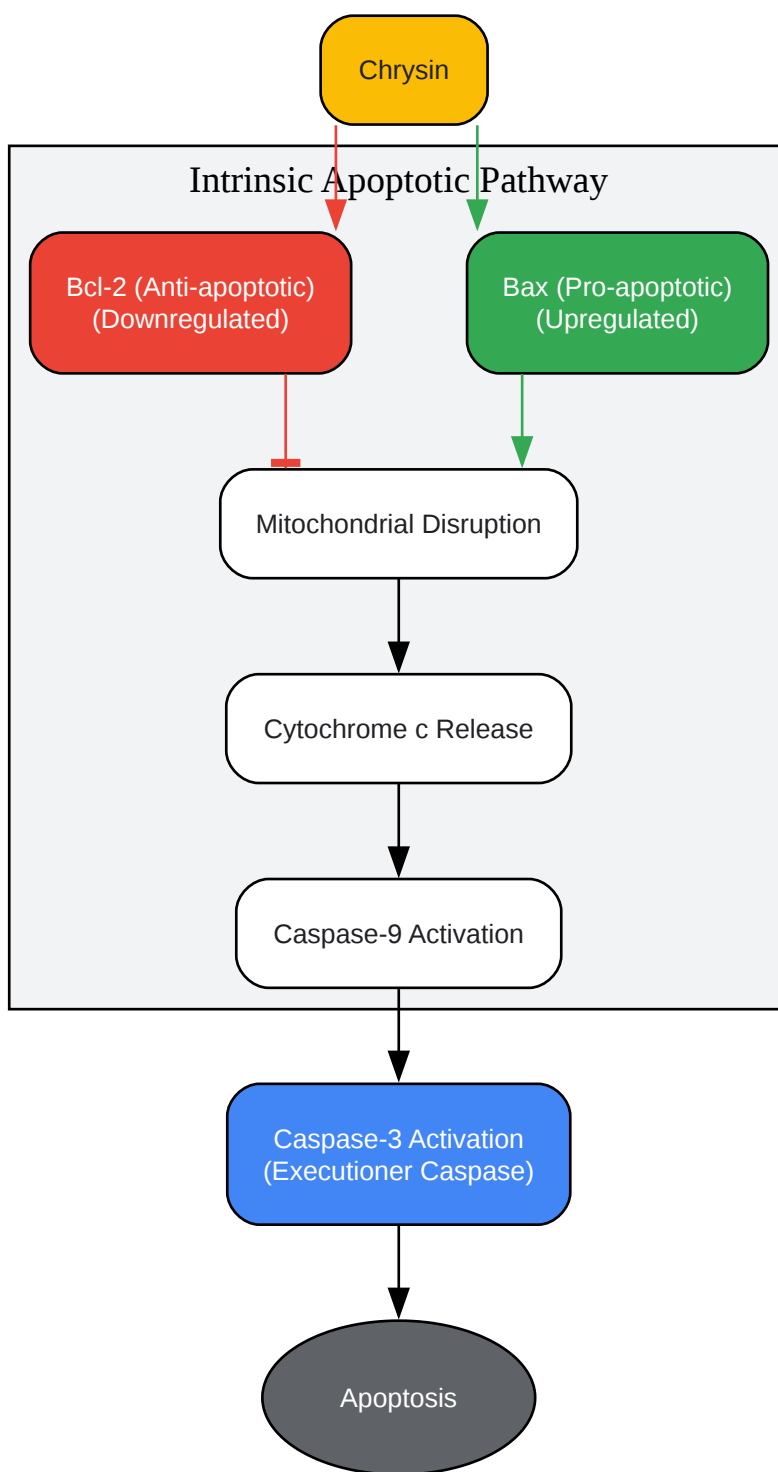 Chrysin
Intrinsic Apoptotic Pathway
Bcl-2 (Anti-apoptotic)
(Downregulated)
Bax (Pro-apoptotic)
(Upregulated)
Mitochondrial Disruption
Cytochrome c Release
Caspase-9 Activation
Caspase-3 Activation
(Executioner Caspase)
Apoptosis